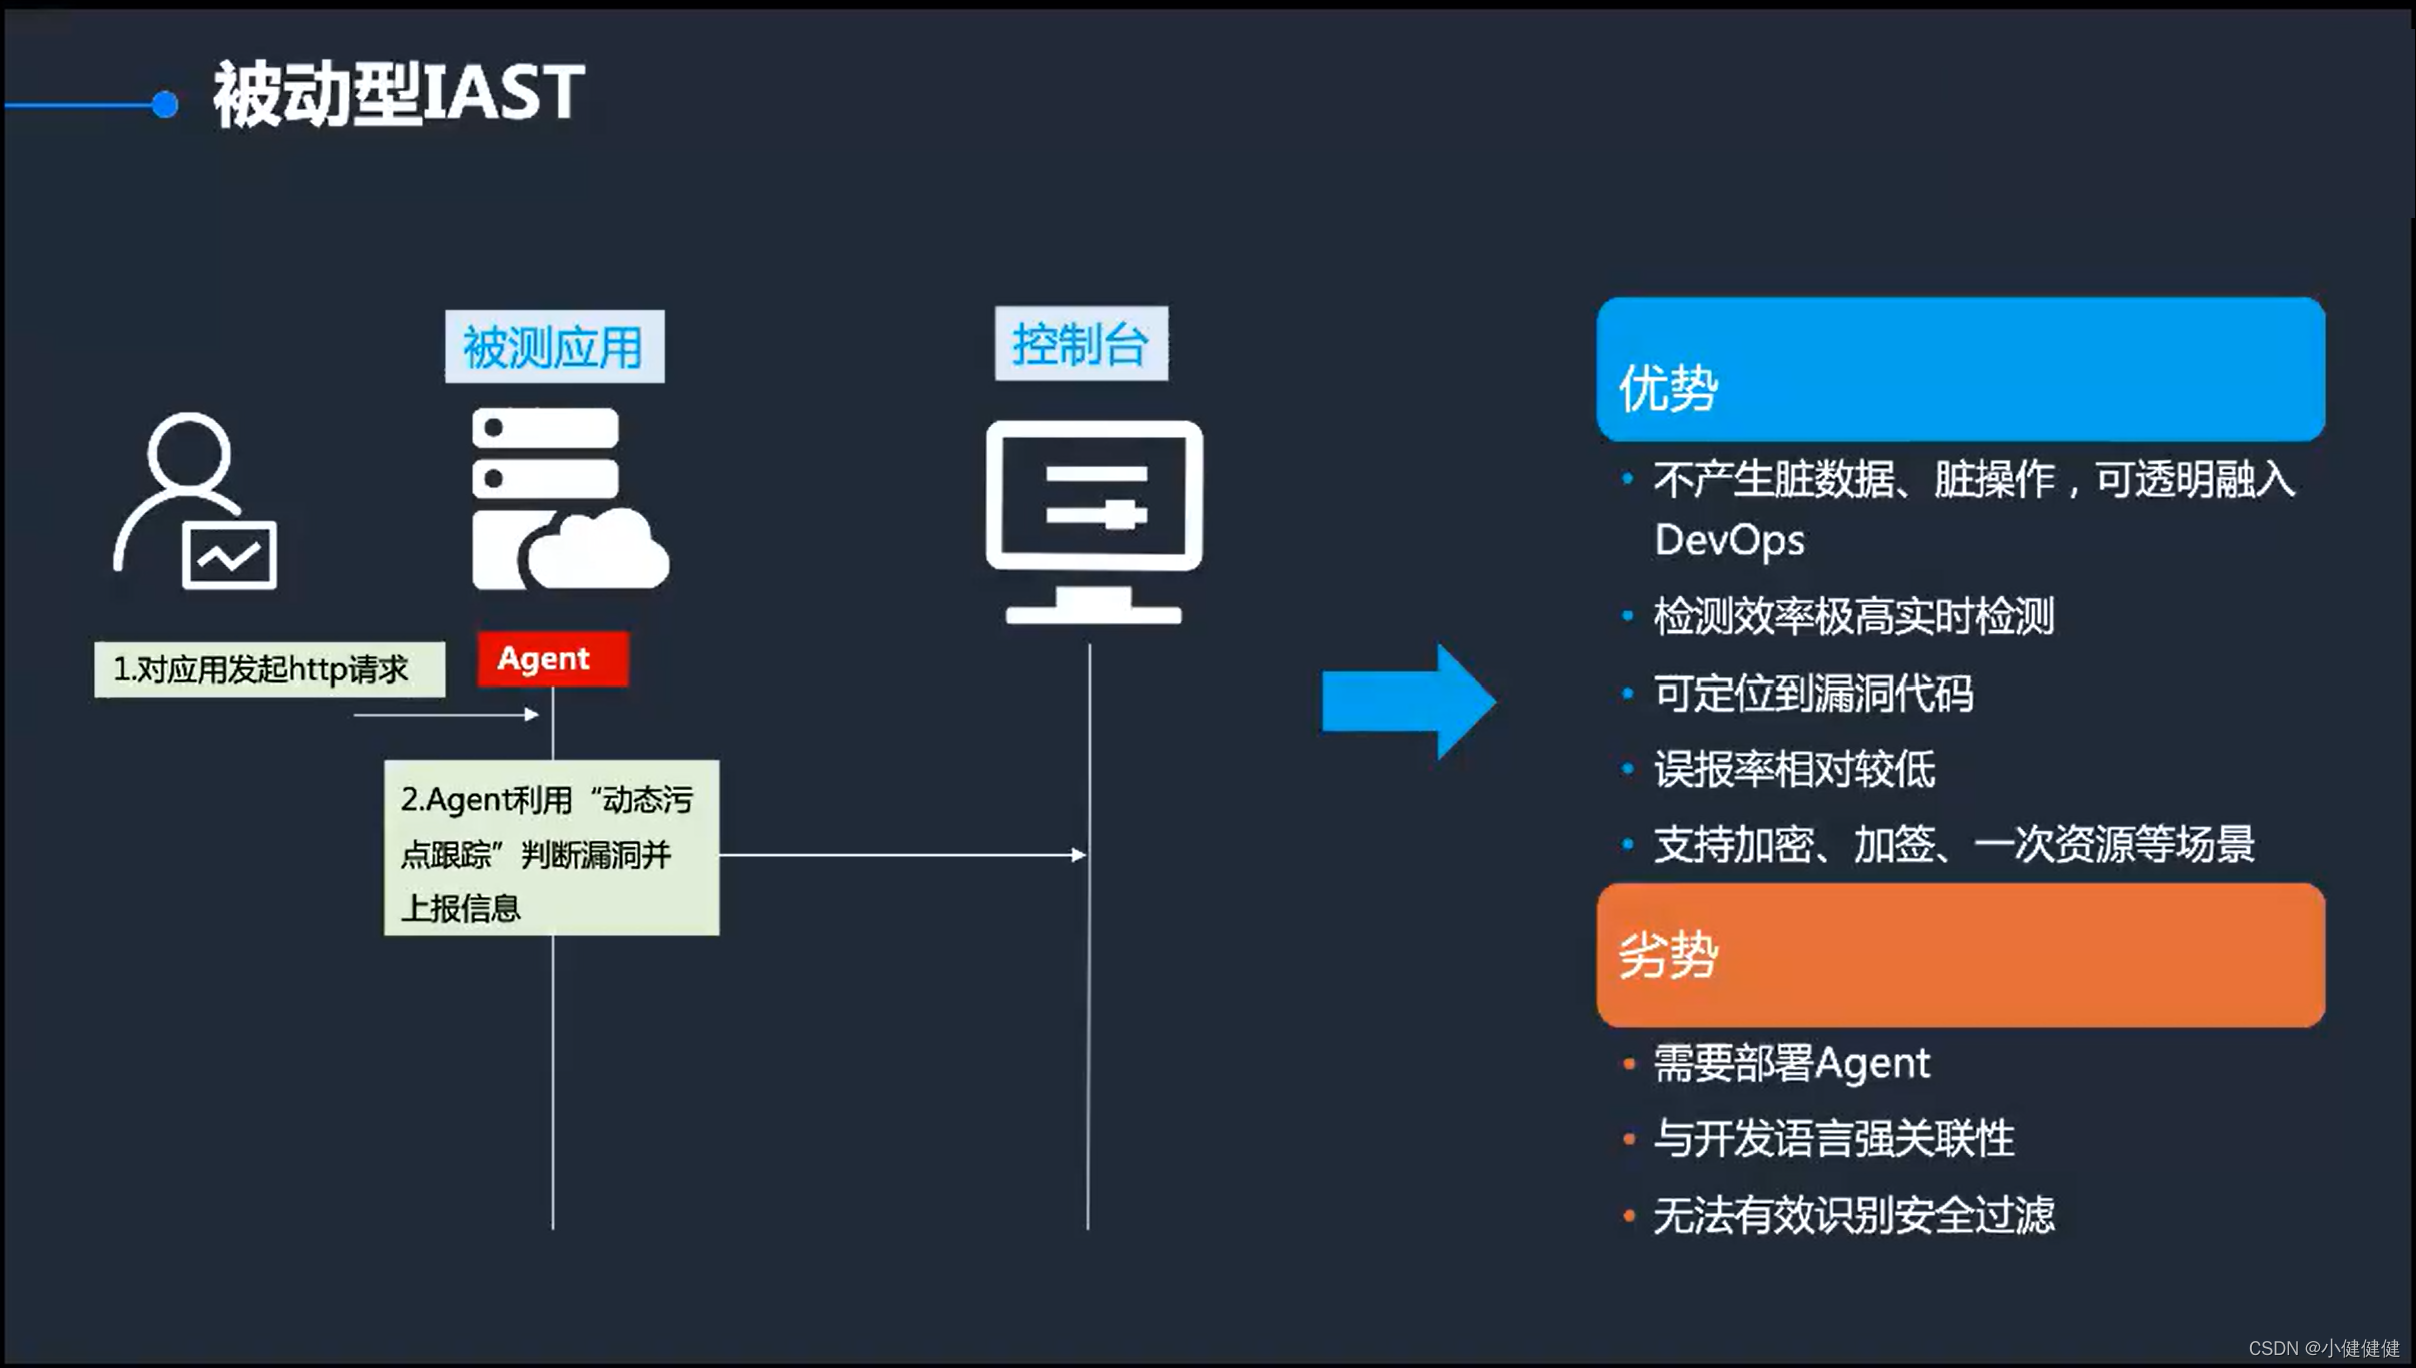 被动型IAST
被测应用
控制台
1.对应用发起http请求
Agent
2.Agent利用“动态污
点跟踪”判断漏洞并
上报信息
优势
• 不产生脏数据、脏操作，可透明融入
DevOps
• 检测效率极高实时检测
• 可定位到漏洞代码
• 误报率相对较低
• 支持加密、加签、一次资源等场景
劣势
• 需要部署Agent
• 与开发语言强关联性
• 无法有效识别安全过滤
CSDN @小健健健